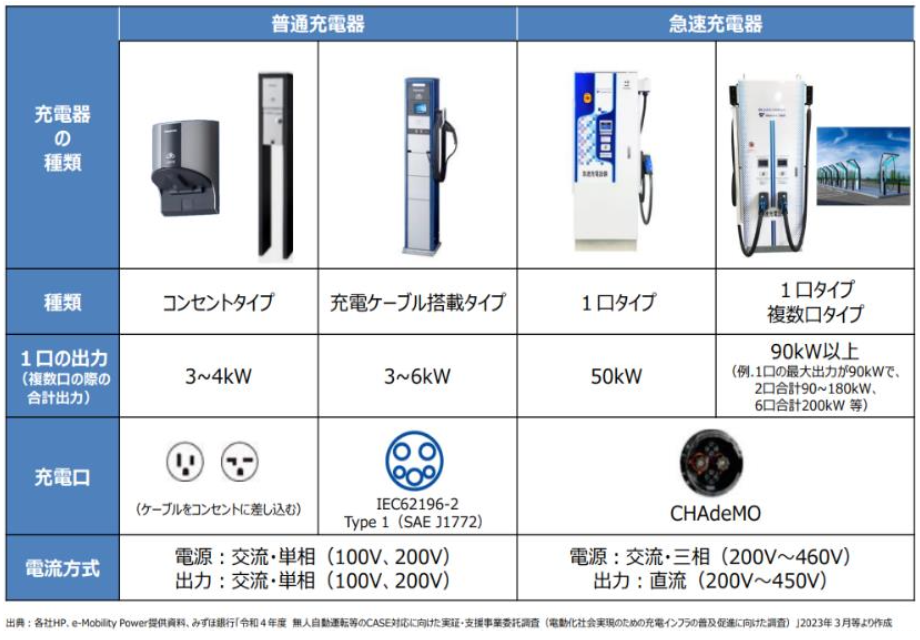 普通充電器
急速充電器
充電器
の
種類
急速充電器
急速充電器
種類
コンセントタイプ
充電ケーブル搭載タイプ
１口タイプ
１口タイプ
複数口タイプ
１口の出力
（複数口の際の
合計出力）
3~4kW
3~6kW
50kW
90kW以上
（例.1口の最大出力が90kWで、
2口合計90~180kW、
6口合計200kW 等）
充電口
（ケーブルをコンセントに差し込む）
IEC62196-2
Type 1（SAE J1772）
CHAdeMO
電流方式
電源：交流・単相（100V、200V）
出力：交流・単相（100V、200V）
電源：交流・三相（200V～460V）
出力：直流（200V～450V）
出典：各社HP、e-Mobility Power提供資料、みずほ銀行「令和４年度 無人自動運転等のCASE対応に向けた実証・支援事業委託調査（電動化社会実現のための充電インフラの普及促進に向けた調査）」2023年３月等より作成